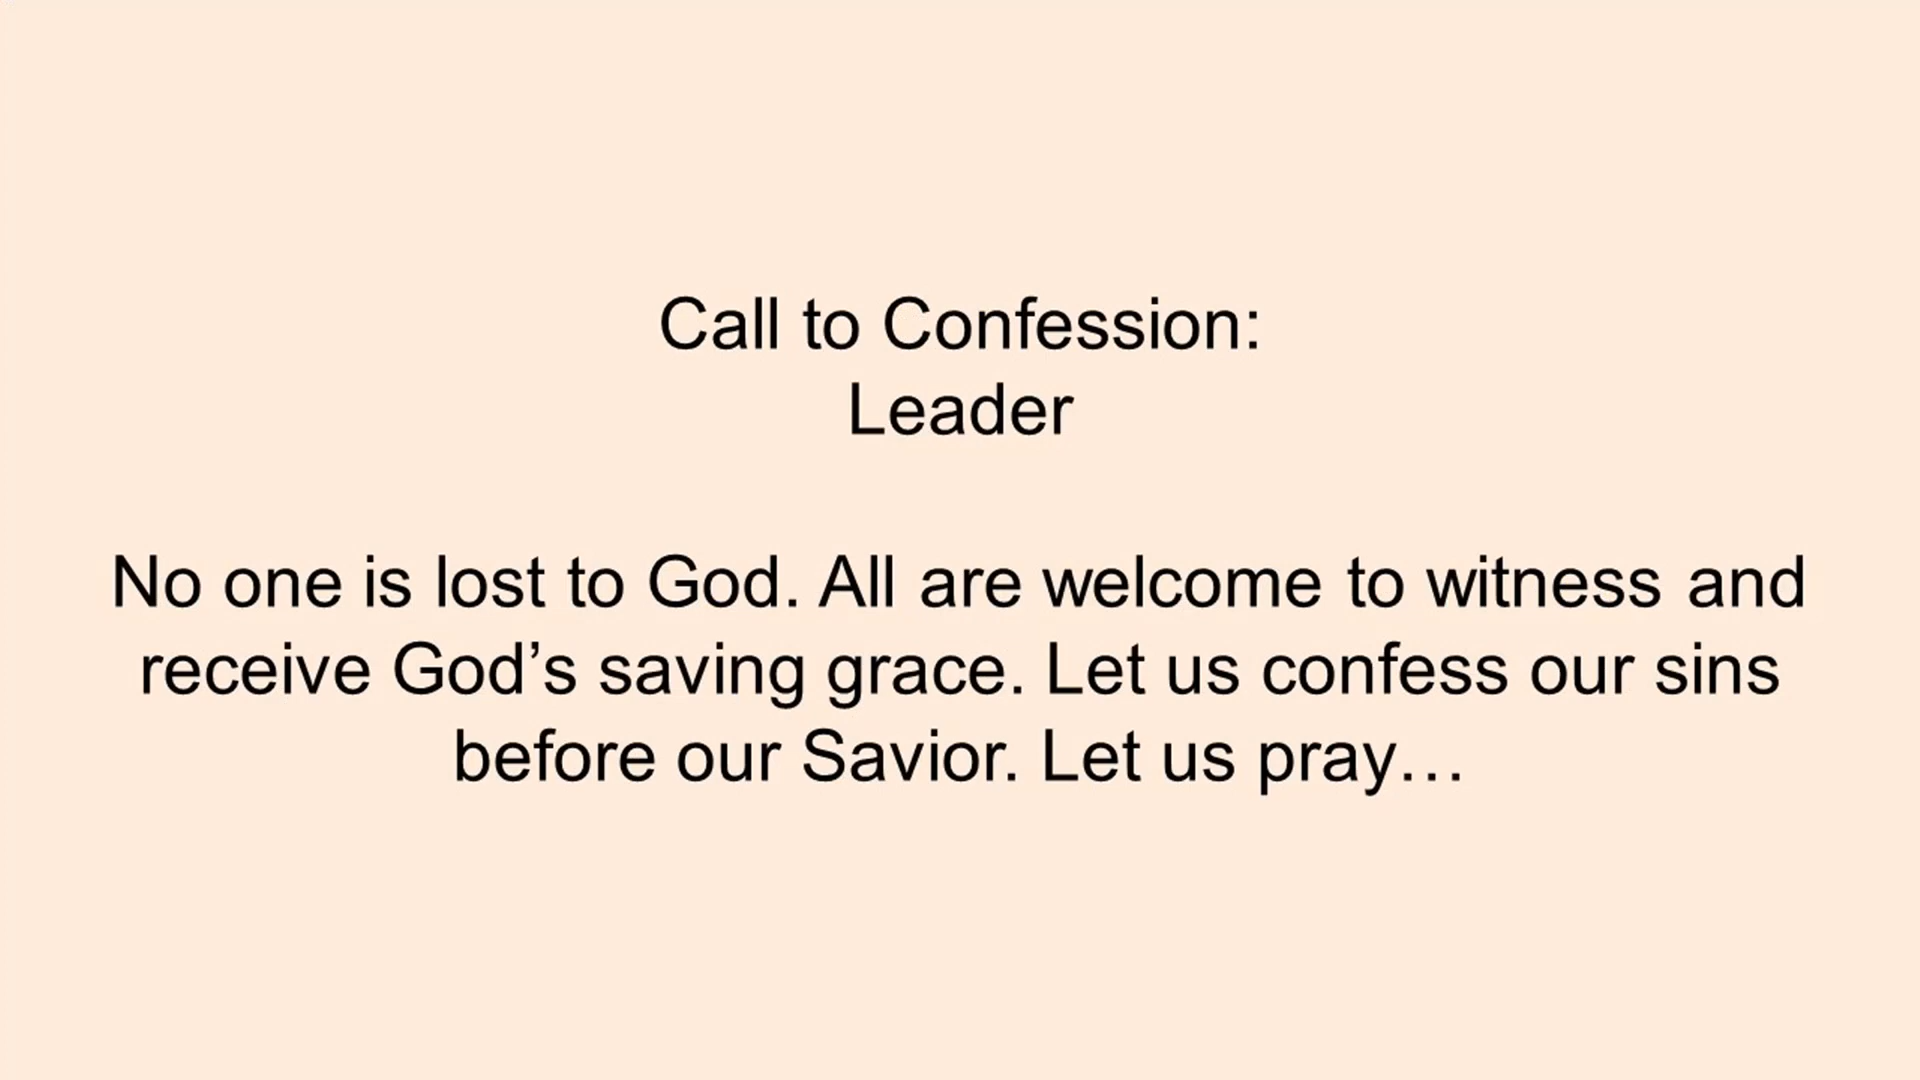 Call to Confession:
Leader
No one is lost to God. All are welcome to witness and
receive God’s saving grace. Let us confess our sins
before our Savior. Let us pray…